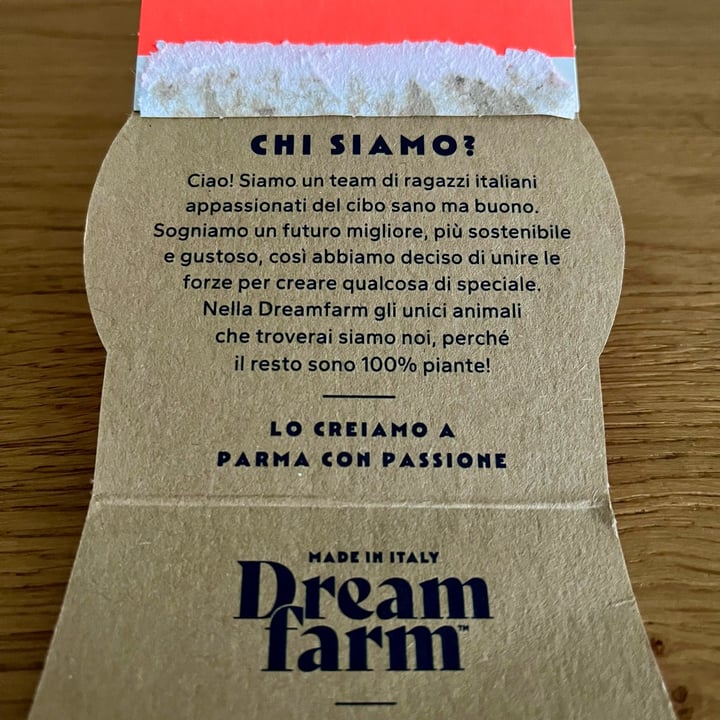 CHI SIAMO?
Ciao! Siamo un team di ragazzi italiani
appassionati del cibo sano ma buono.
Sogniamo un futuro migliore, più sostenibile
e gustoso, così abbiamo deciso di unire le
forze per creare qualcosa di speciale.
Nella Dreamfarm gli unici animali
che troverai siamo noi, perché
il resto sono 100% piante!
LO CREIAMO A
PARMA CON PASSIONE
MADE IN ITALY
Dream
farm™